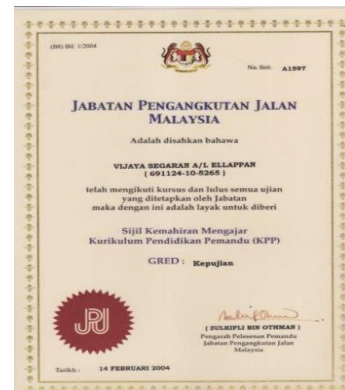 (B8) Bil. 1/2004
No. Siri: A1597
JABATAN PENGANGKUTAN JALAN
MALAYSIA
Adalah disahkan bahawa
VIJAYA SEGARAN A/L ELLAPPAN
( 691124-10-5265 )
telah mengikuti kursus dan lulus semua ujian
yang ditetapkan oleh Jabatan
maka dengan ini adalah layak untuk diberi
Sijil Kemahiran Mengajar
Kurikulum Pendidikan Pemandu (KPP)
GRED : Kepujian
JPJ
( ZULKIFLI BIN OTHMAN )
Pengarah Pelesenan Pemandu
Jabatan Pengangkutan Jalan
Malaysia
Tarikh : 14 FEBRUARI 2004